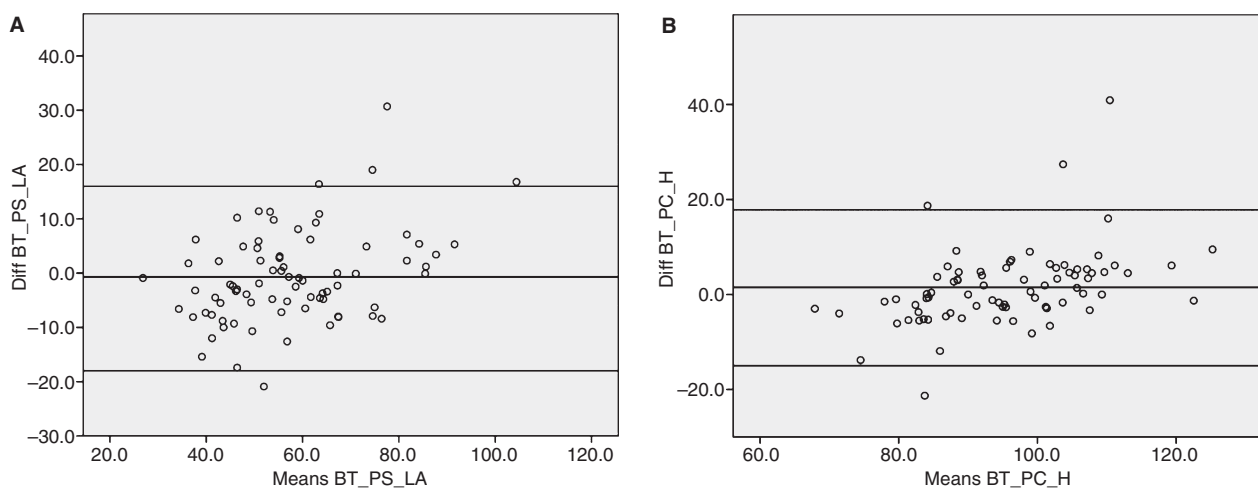 A
Diff BT_PS_LA
40.0
30.0
20.0
10.0
0.0
–10.0
–20.0
–30.0
20.0 40.0 60.0 80.0 100.0 120.0
Means BT_PS_LA
B
Diff BT_PC_H
40.0
20.0
0.0
–20.0
60.0 80.0 100.0 120.0
Means BT_PC_H